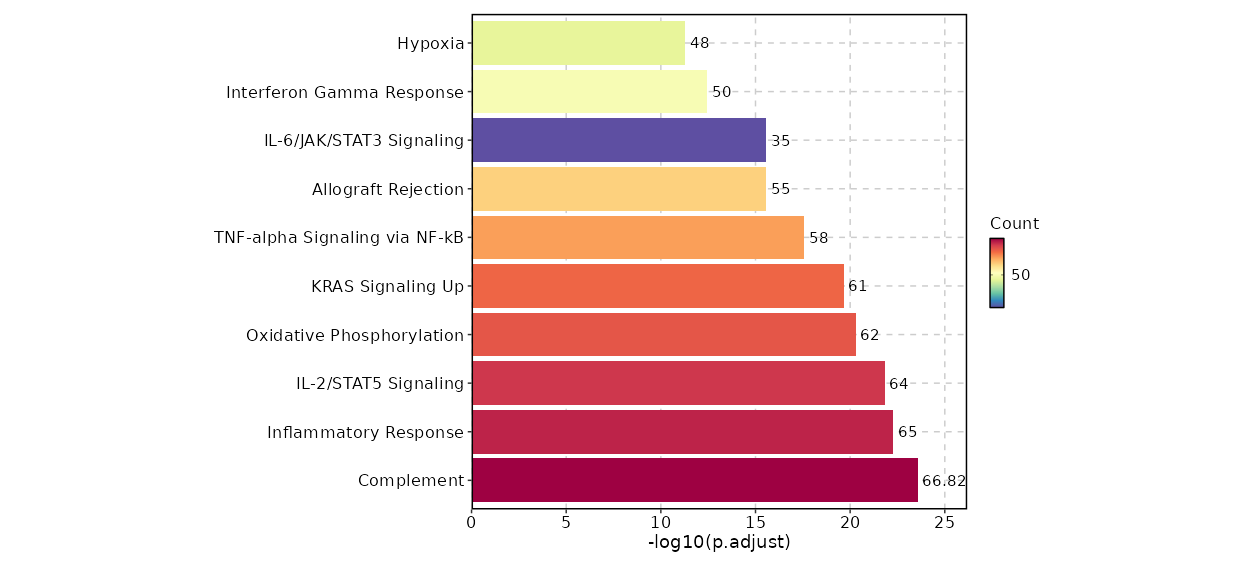 Hypoxia 48
Interferon Gamma Response 50
IL-6/JAK/STAT3 Signaling 35
Allograft Rejection 55
TNF-alpha Signaling via NF-kB 58
KRAS Signaling Up 61
Oxidative Phosphorylation 62
IL-2/STAT5 Signaling 64
Inflammatory Response 65
Complement 66.82
0 5 10 15 20 25
-log10(p.adjust)
Count
50